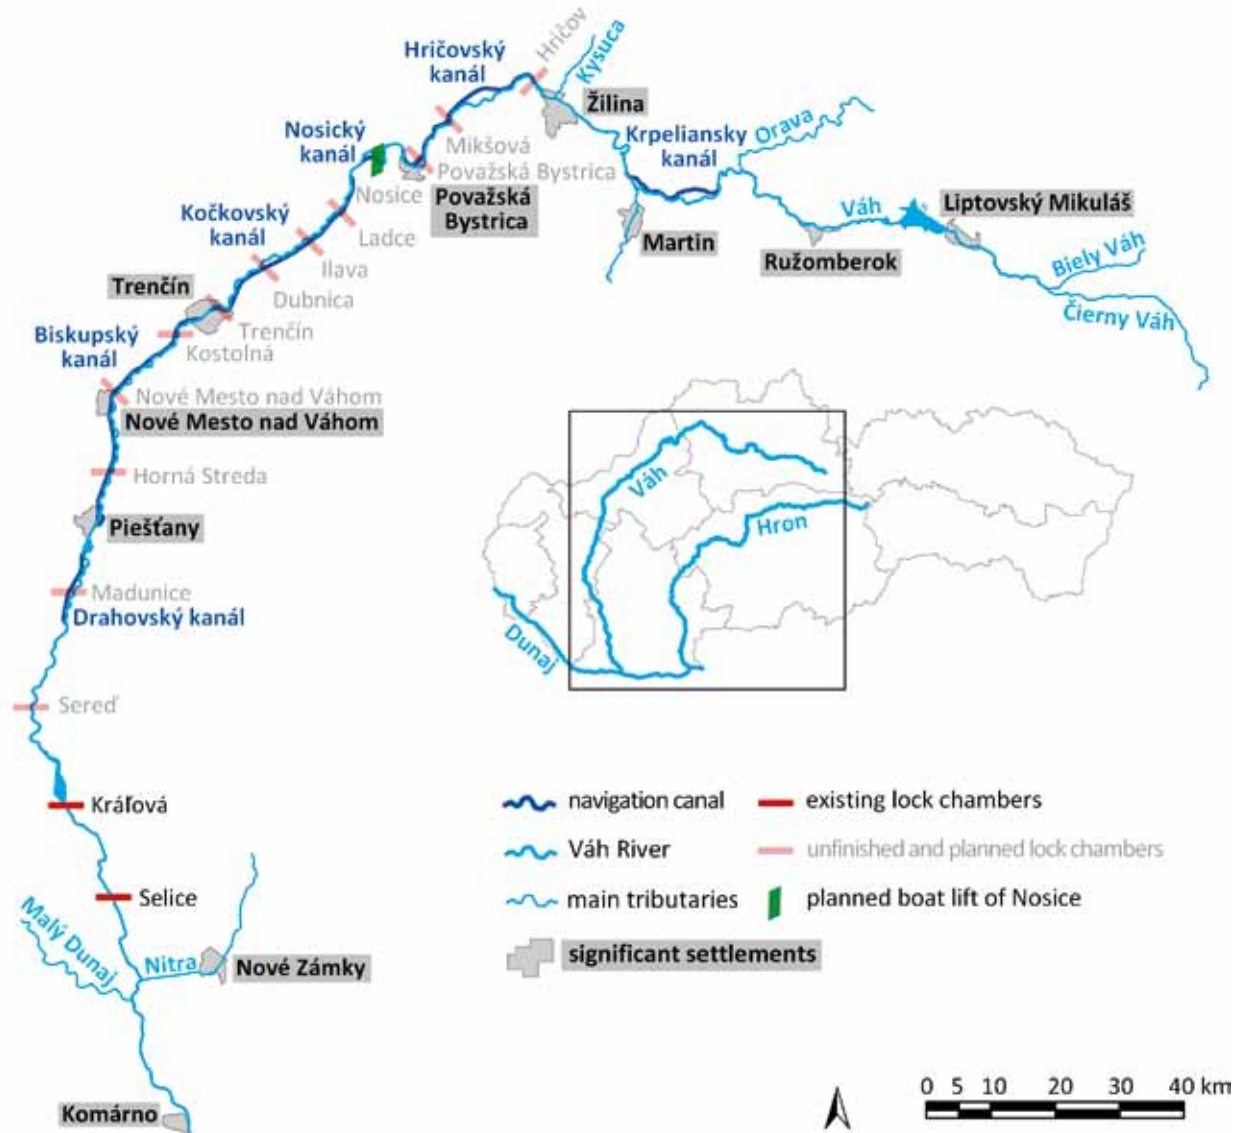 Hričovský
kanál
Hričov
Kysuca
Žilina
Nosický
kanál
Mikšová
Považská Bystrica
Krpeliansky
kanál
Orava
Nosice
Považská
Bystrica
Kočkovský
kanál
Ladce
Martin
Váh
Liptovský Mikuláš
Ružomberok
Biely Váh
Čierny Váh
Ilava
Trenčín
Dubnica
Trenčín
Biskupský
kanál
Kostolná
Nové Mesto nad Váhom
Nové Mesto nad Váhom
Horná Streda
Piešťany
Madunice
Drahovský kanál
Váh
Hron
Dunaj
Sereď
Kráľová
Selice
Malý Dunaj
Nitra
Nové Zámky
Komárno
navigation canal
existing lock chambers
Váh River
unfinished and planned lock chambers
main tributaries
planned boat lift of Nosice
significant settlements
0 5 10 20 30 40 km